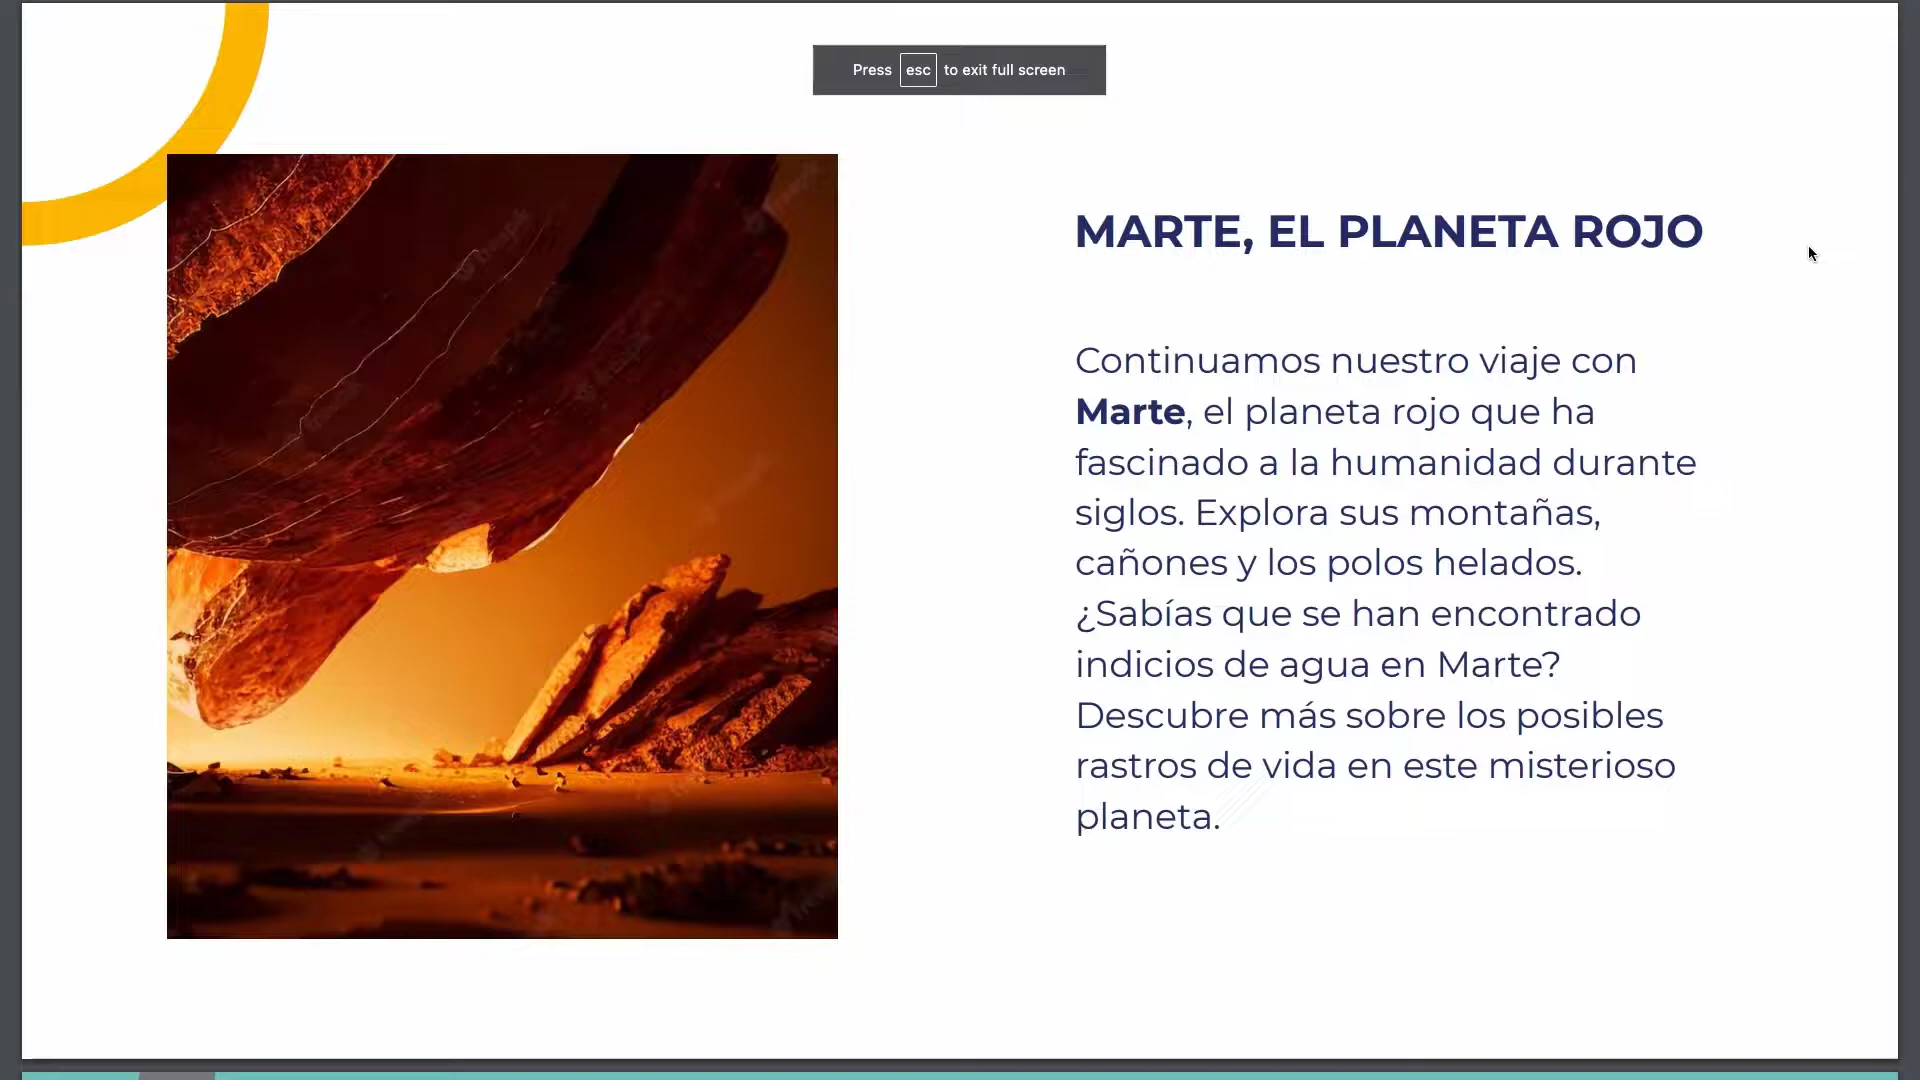 Press esc to exit full screen
MARTE, EL PLANETA ROJO
Continuamos nuestro viaje con
Marte, el planeta rojo que ha
fascinado a la humanidad durante
siglos. Explora sus montañas,
cañones y los polos helados.
¿Sabías que se han encontrado
indicios de agua en Marte?
Descubre más sobre los posibles
rastros de vida en este misterioso
planeta.